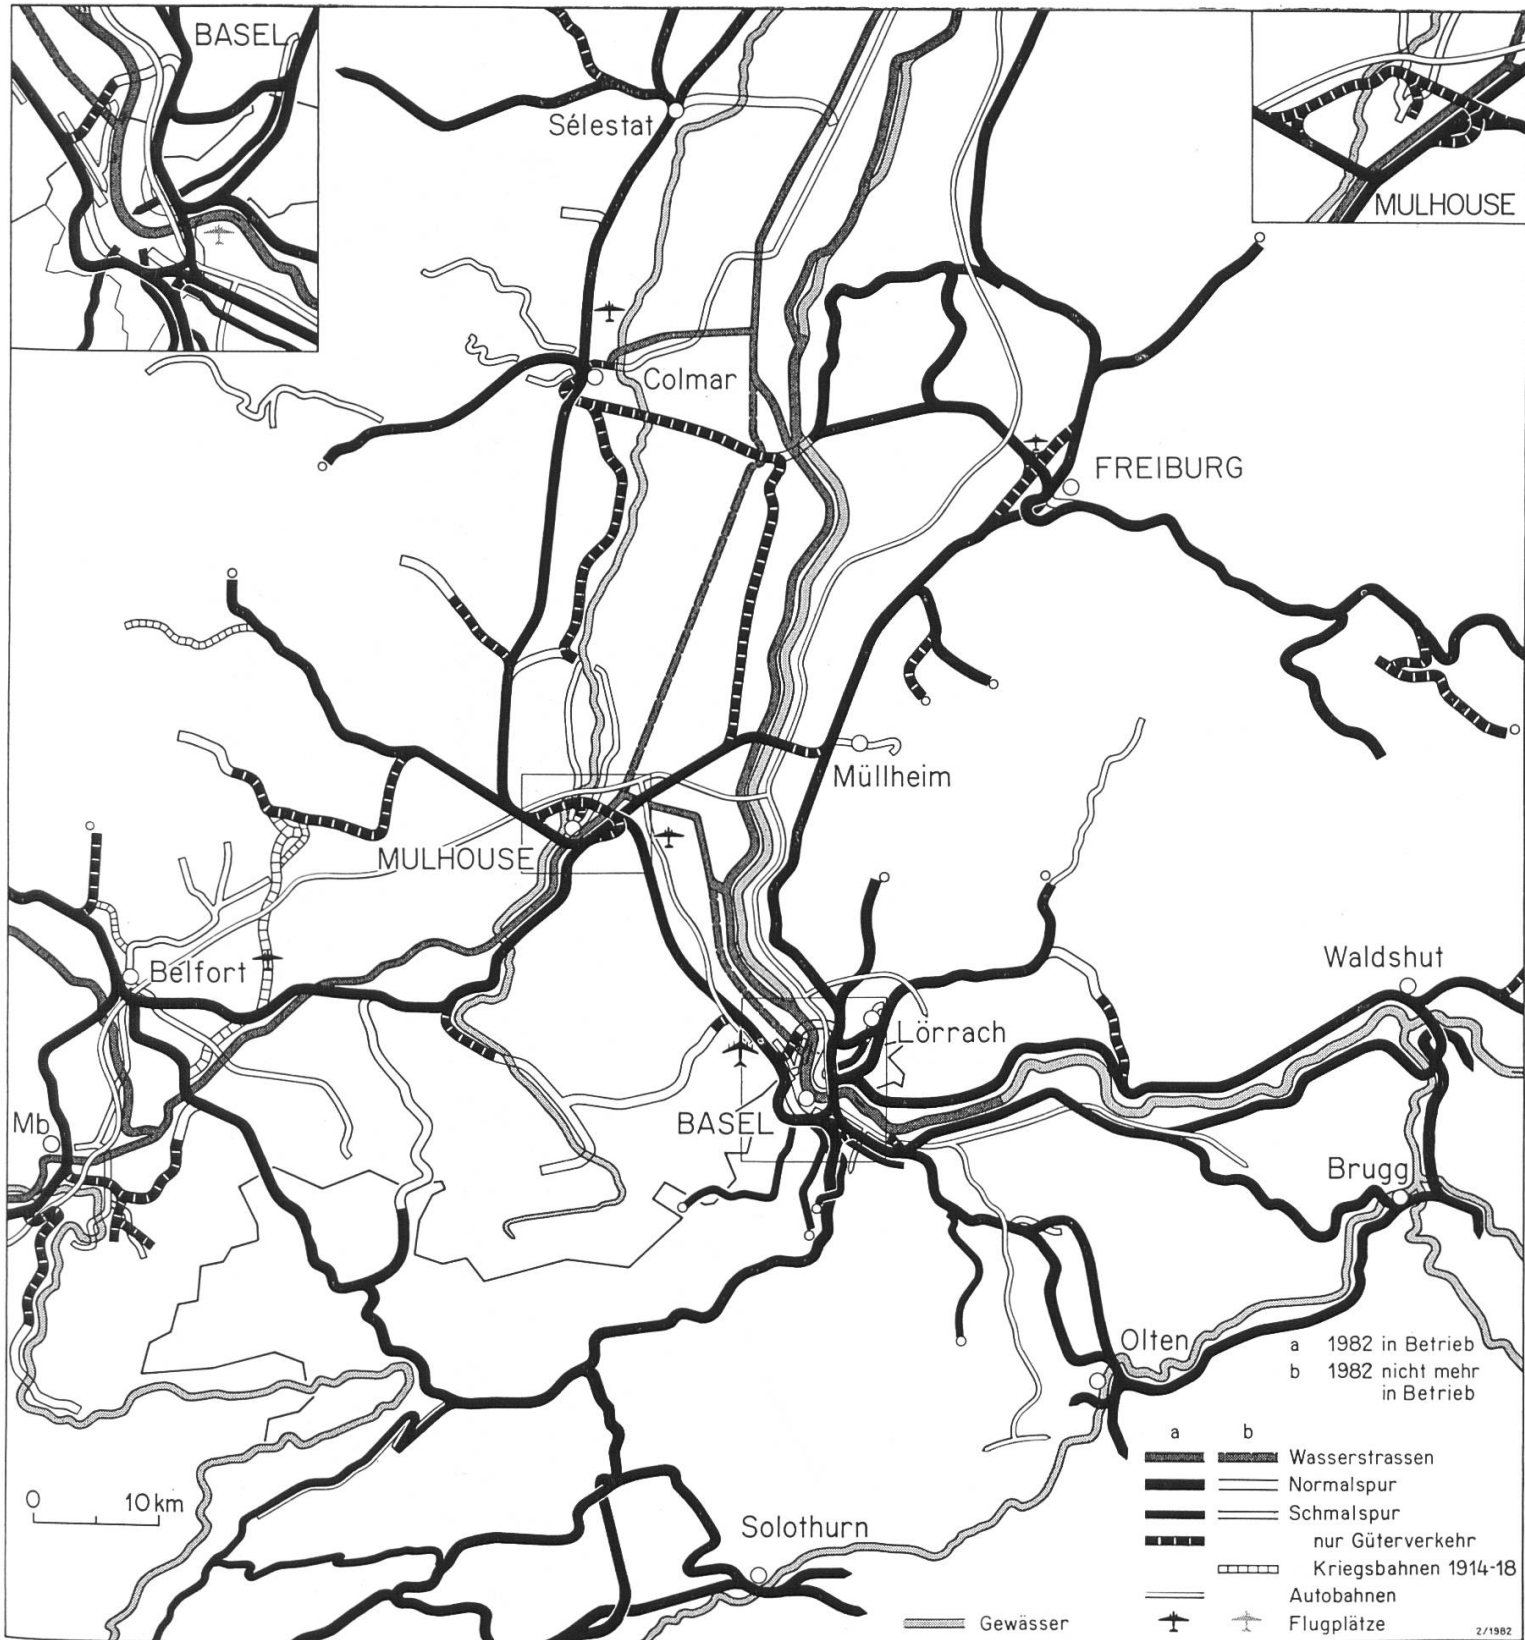 BASEL
MULHOUSE
Sélestat
Colmar
FREIBURG
Müllheim
MULHOUSE
Belfort
Waldshut
Lörrach
Mb
BASEL
Brugg
Olten
Solothurn
0 10 km
a 1982 in Betrieb
b 1982 nicht mehr
in Betrieb
a b
Wasserstrassen
Normalspur
Schmalspur
nur Güterverkehr
Kriegsbahnen 1914-18
Autobahnen
Gewässer
Flugplätze
2/1982